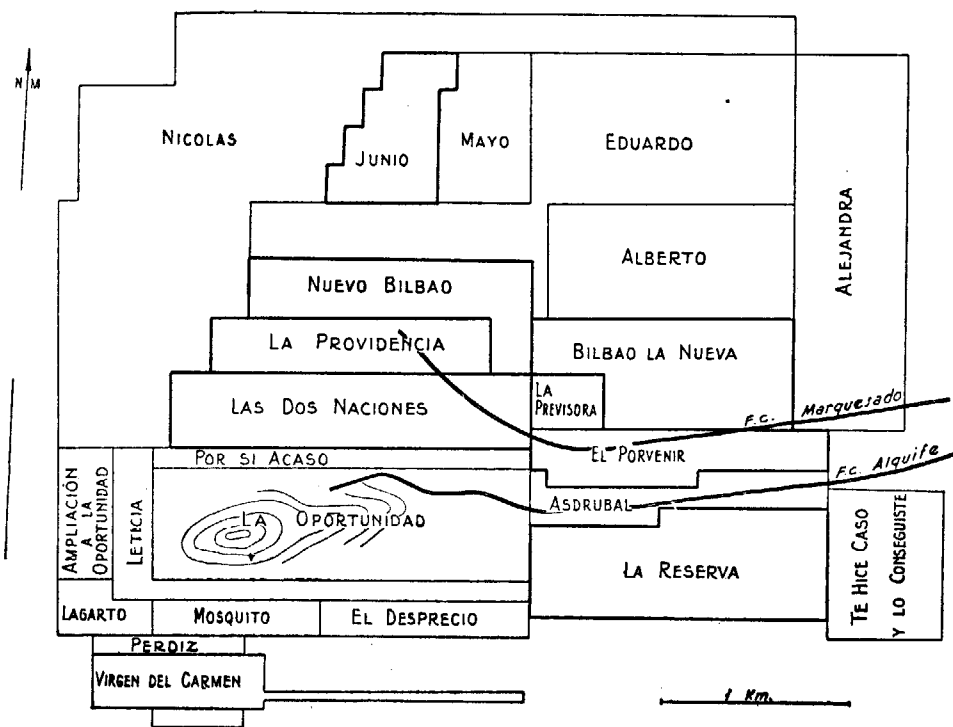 N M
NICOLAS
JUNIO
MAYO
EDUARDO
ALEJANDRA
ALBERTO
NUEVO BILBAO
LA PROVIDENCIA
BILBAO LA NUEVA
LAS DOS NACIONES
LA
PREVISORA
F.C. Marquesado
POR SI ACASO
EL PORVENIR
F.C. Alquife
AMPLIACIÓN
A LA
OPORTUNIDAD
LETICIA
LA OPORTUNIDAD
ASDRUBAL
LA RESERVA
TE HICE CASO
Y LO CONSEGUISTE
LAGARTO
MOSQUITO
EL DESPRECIO
PERDIZ
VIRGEN DEL CARMEN
1 Km.